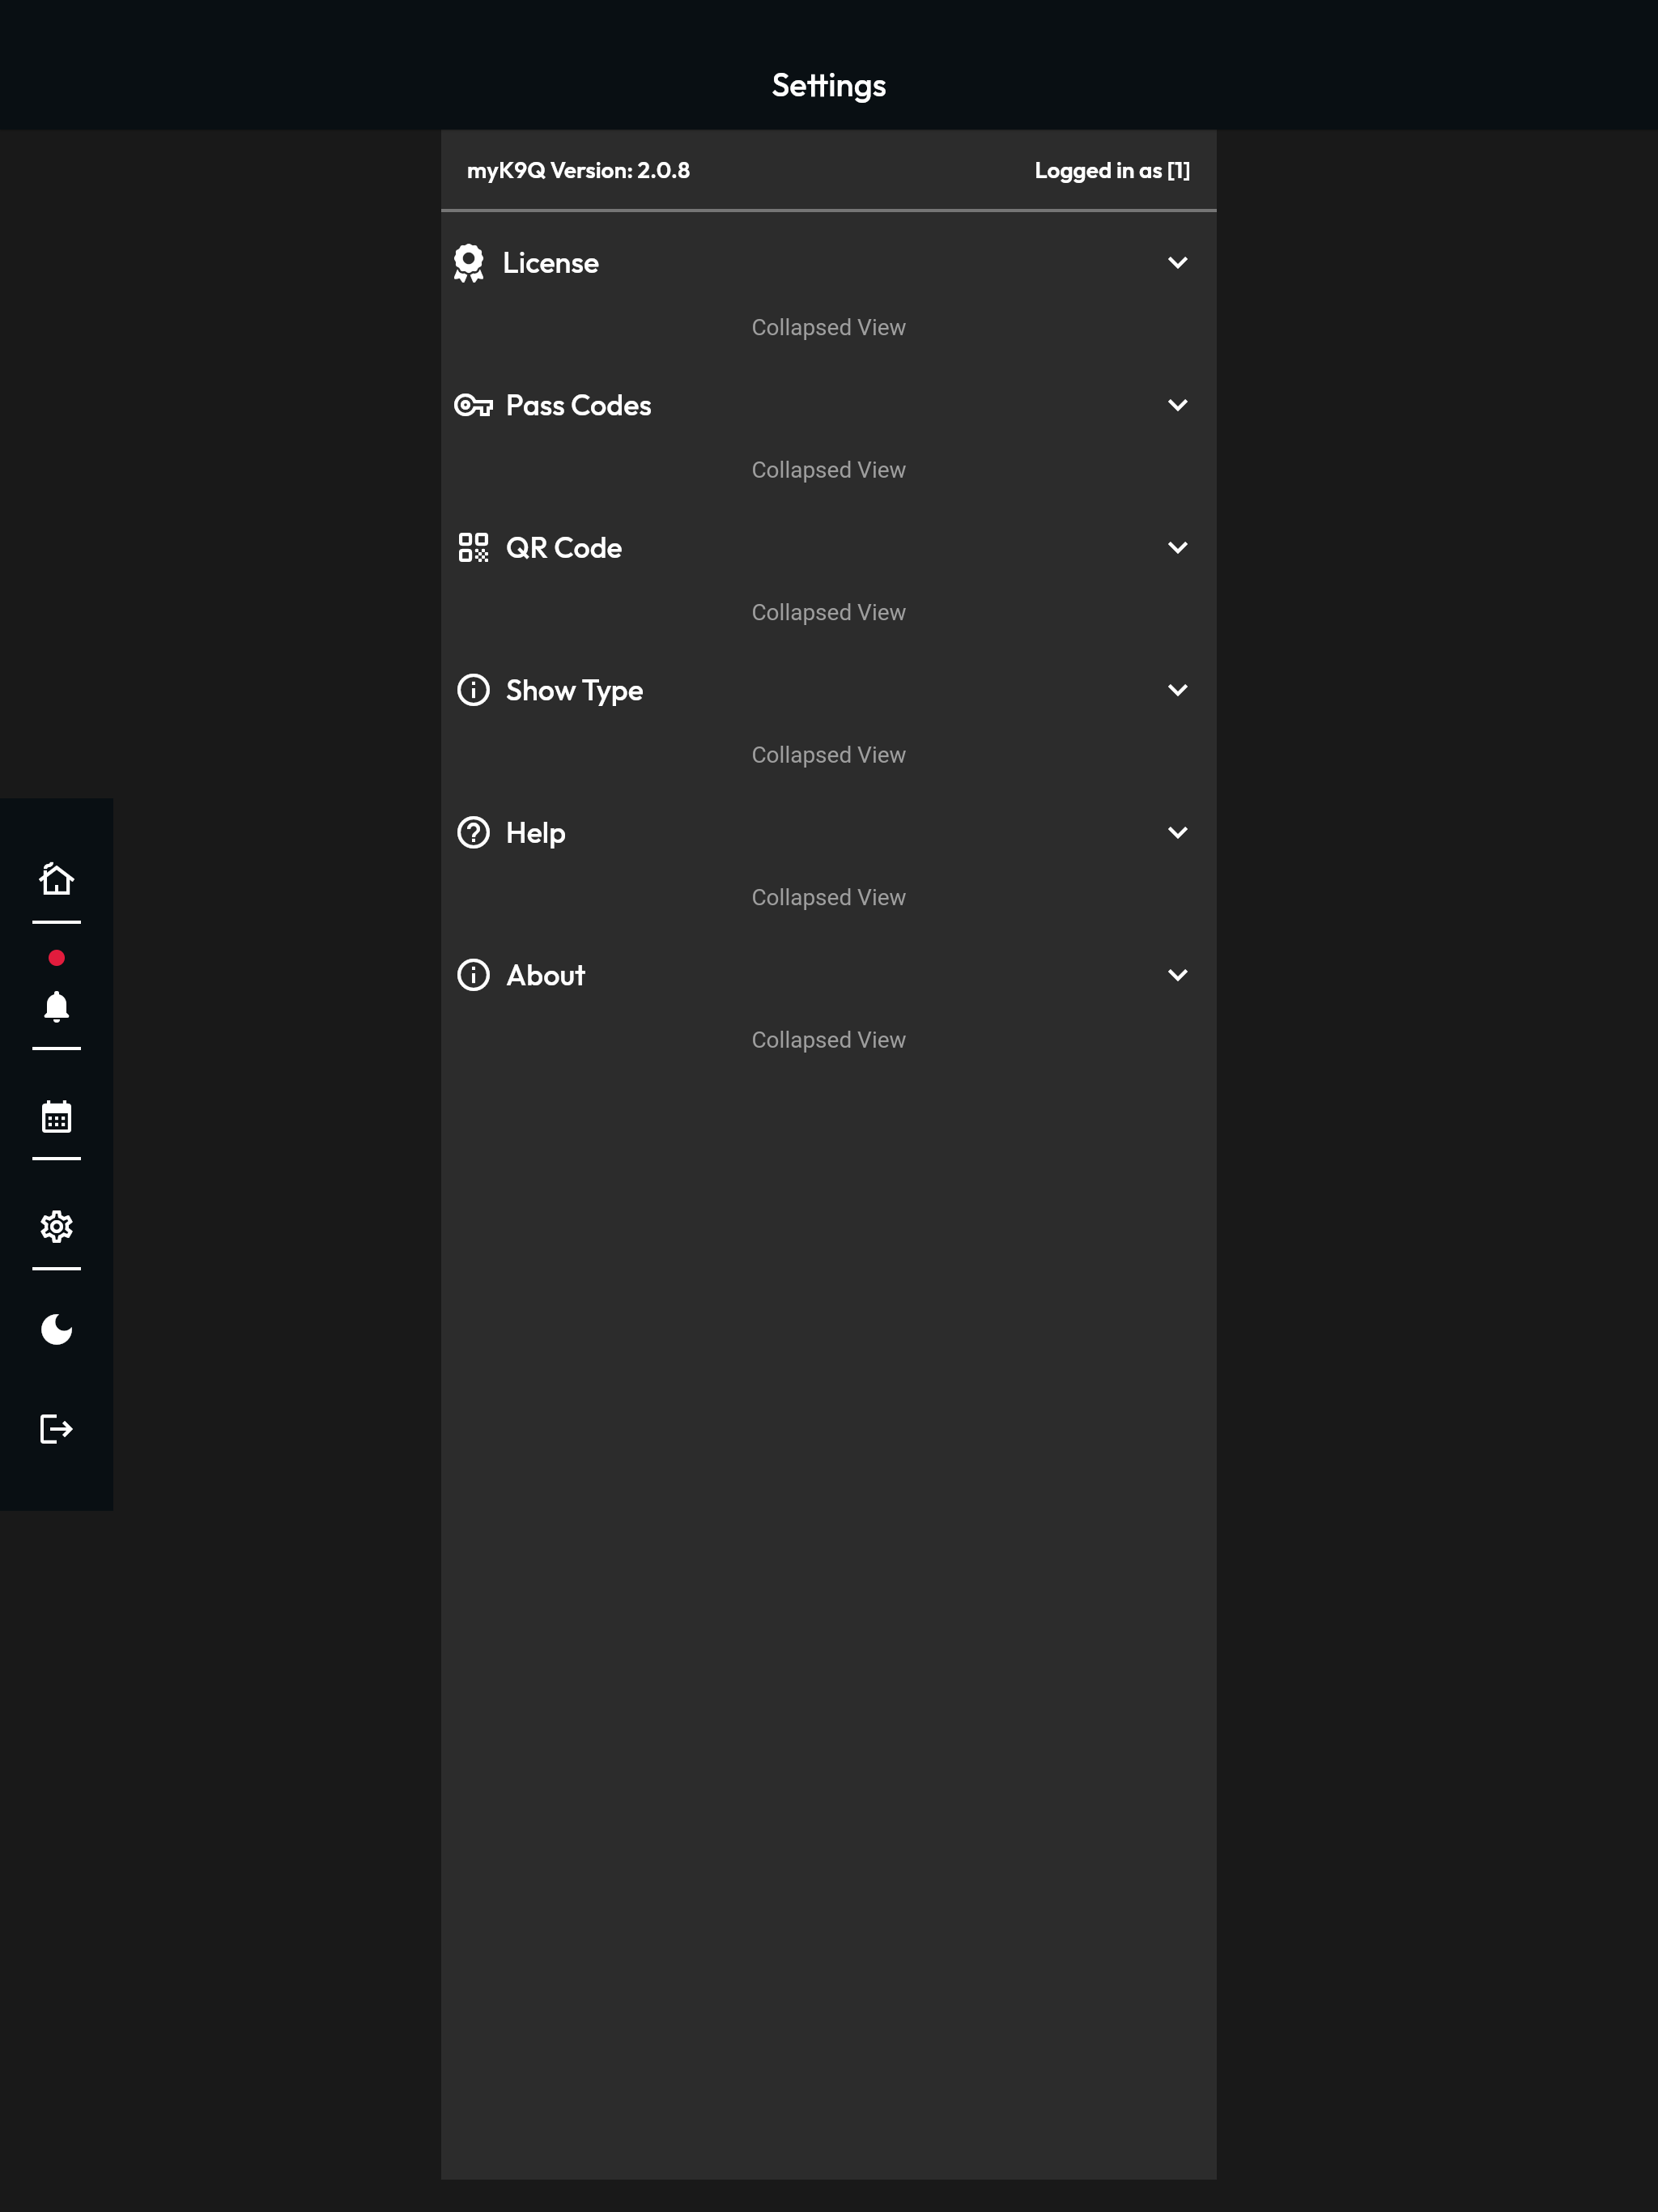 Settings
myK9Q Version: 2.0.8
Logged in as [1]
License
Collapsed View
Pass Codes
Collapsed View
QR Code
Collapsed View
Show Type
Collapsed View
Help
Collapsed View
About
Collapsed View